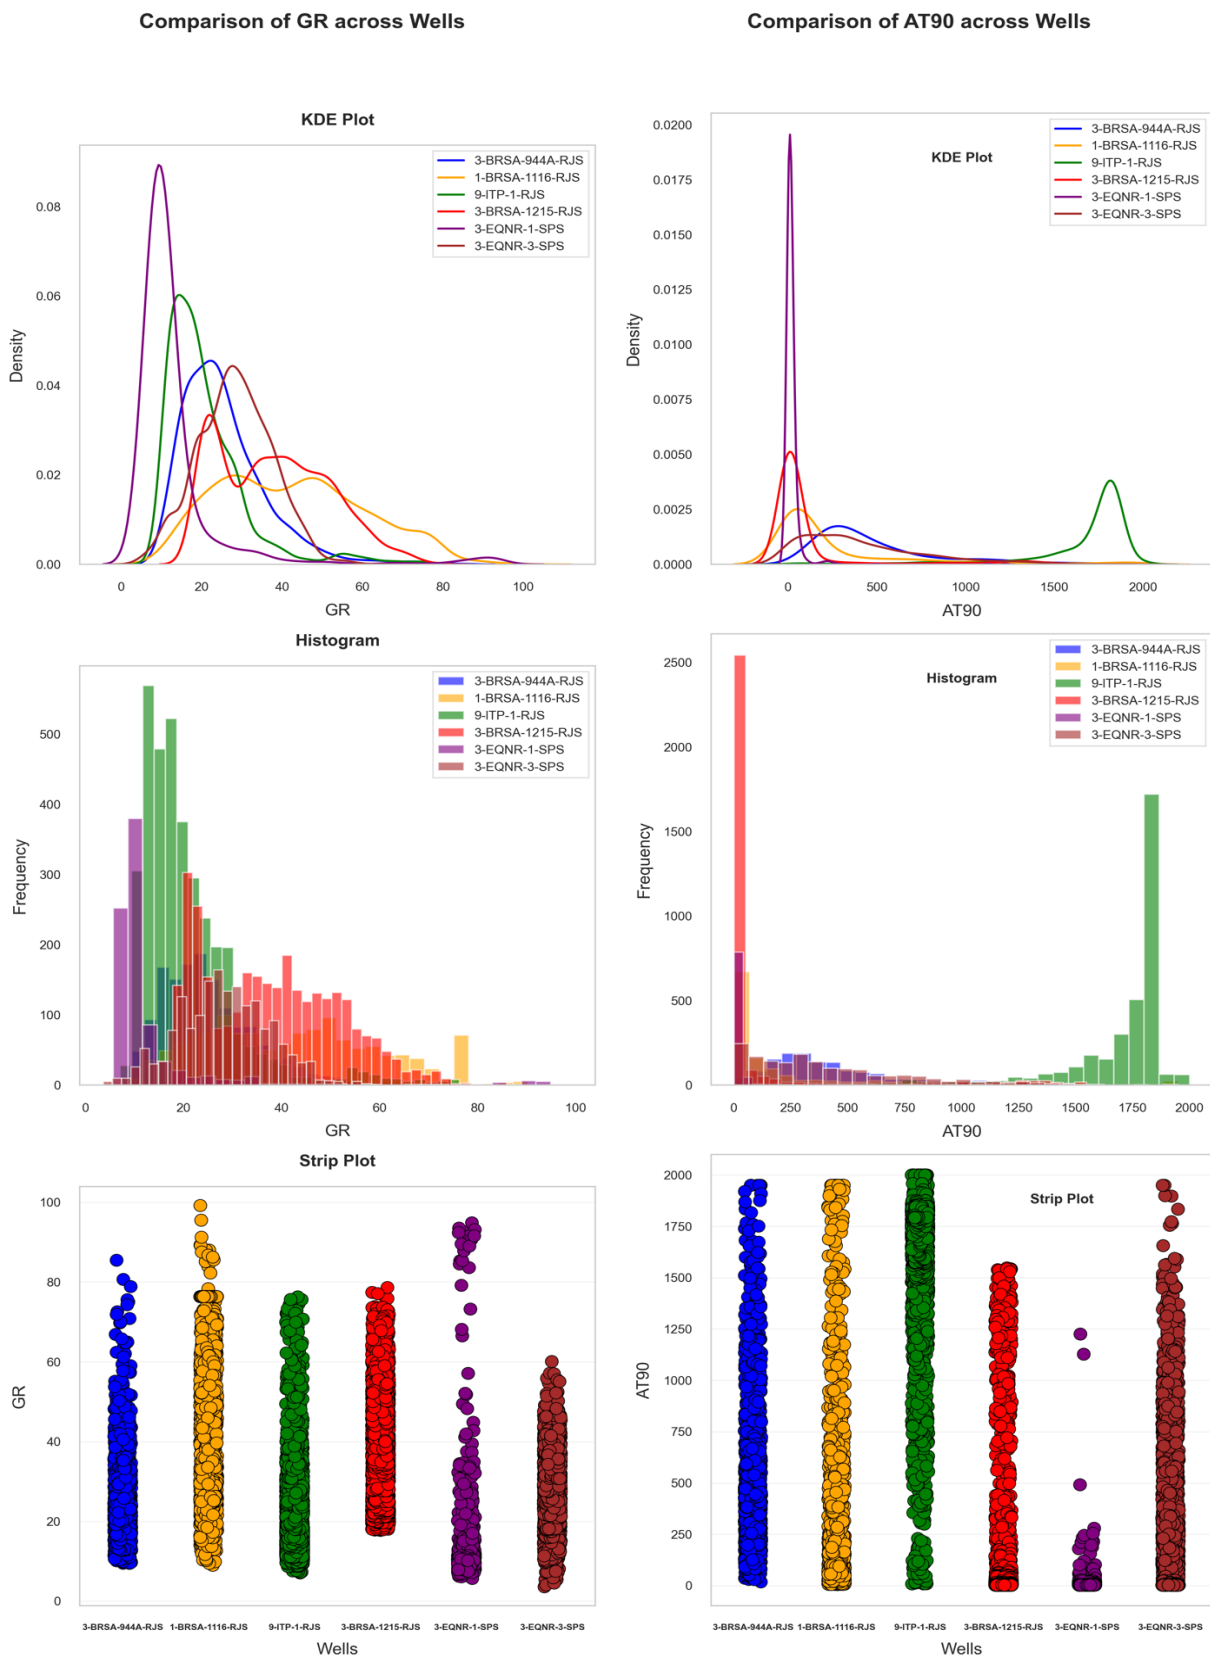 Comparison of GR across Wells
Comparison of AT90 across Wells
KDE Plot
3-BRSA-944A-RJS
1-BRSA-1116-RJS
9-ITP-1-RJS
3-BRSA-1215-RJS
3-EQNR-1-SPS
3-EQNR-3-SPS
0.08
0.06
0.04
0.02
0.00
Density
0 20 40 60 80 100
GR
KDE Plot
3-BRSA-944A-RJS
1-BRSA-1116-RJS
9-ITP-1-RJS
3-BRSA-1215-RJS
3-EQNR-1-SPS
3-EQNR-3-SPS
0.0200
0.0175
0.0150
0.0125
0.0100
0.0075
0.0050
0.0025
0.0000
Density
0 500 1000 1500 2000
AT90
Histogram
3-BRSA-944A-RJS
1-BRSA-1116-RJS
9-ITP-1-RJS
3-BRSA-1215-RJS
3-EQNR-1-SPS
3-EQNR-3-SPS
500
400
300
200
100
0
Frequency
0 20 40 60 80 100
GR
Histogram
3-BRSA-944A-RJS
1-BRSA-1116-RJS
9-ITP-1-RJS
3-BRSA-1215-RJS
3-EQNR-1-SPS
3-EQNR-3-SPS
2500
2000
1500
1000
500
0
Frequency
0 250 500 750 1000 1250 1500 1750 2000
AT90
Strip Plot
100
80
60
40
20
0
GR
3-BRSA-944A-RJS 1-BRSA-1116-RJS 9-ITP-1-RJS 3-BRSA-1215-RJS 3-EQNR-1-SPS 3-EQNR-3-SPS
Wells
Strip Plot
2000
1750
1500
1250
1000
750
500
250
0
AT90
3-BRSA-944A-RJS 1-BRSA-1116-RJS 9-ITP-1-RJS 3-BRSA-1215-RJS 3-EQNR-1-SPS 3-EQNR-3-SPS
Wells